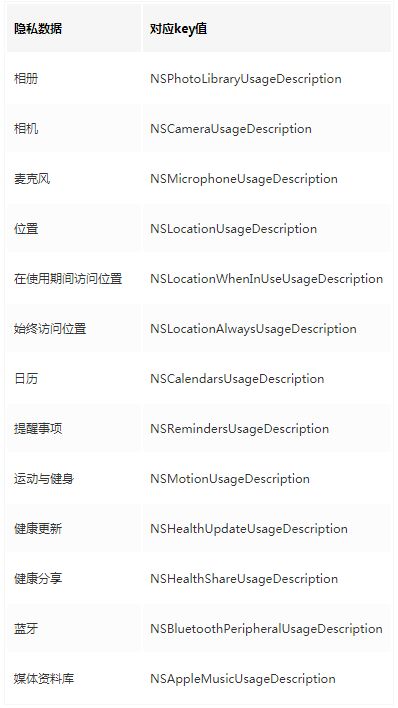 隐私数据 对应key值
相册 NSPhotoLibraryUsageDescription
相机 NSCameraUsageDescription
麦克风 NSMicrophoneUsageDescription
位置 NSLocationUsageDescription
在使用期间访问位置 NSLocationWhenInUseUsageDescription
始终访问位置 NSLocationAlwaysUsageDescription
日历 NSCalendarsUsageDescription
提醒事项 NSRemindersUsageDescription
运动与健身 NSMotionUsageDescription
健康更新 NSHealthUpdateUsageDescription
健康分享 NSHealthShareUsageDescription
蓝牙 NSBluetoothPeripheralUsageDescription
媒体资料库 NSAppleMusicUsageDescription